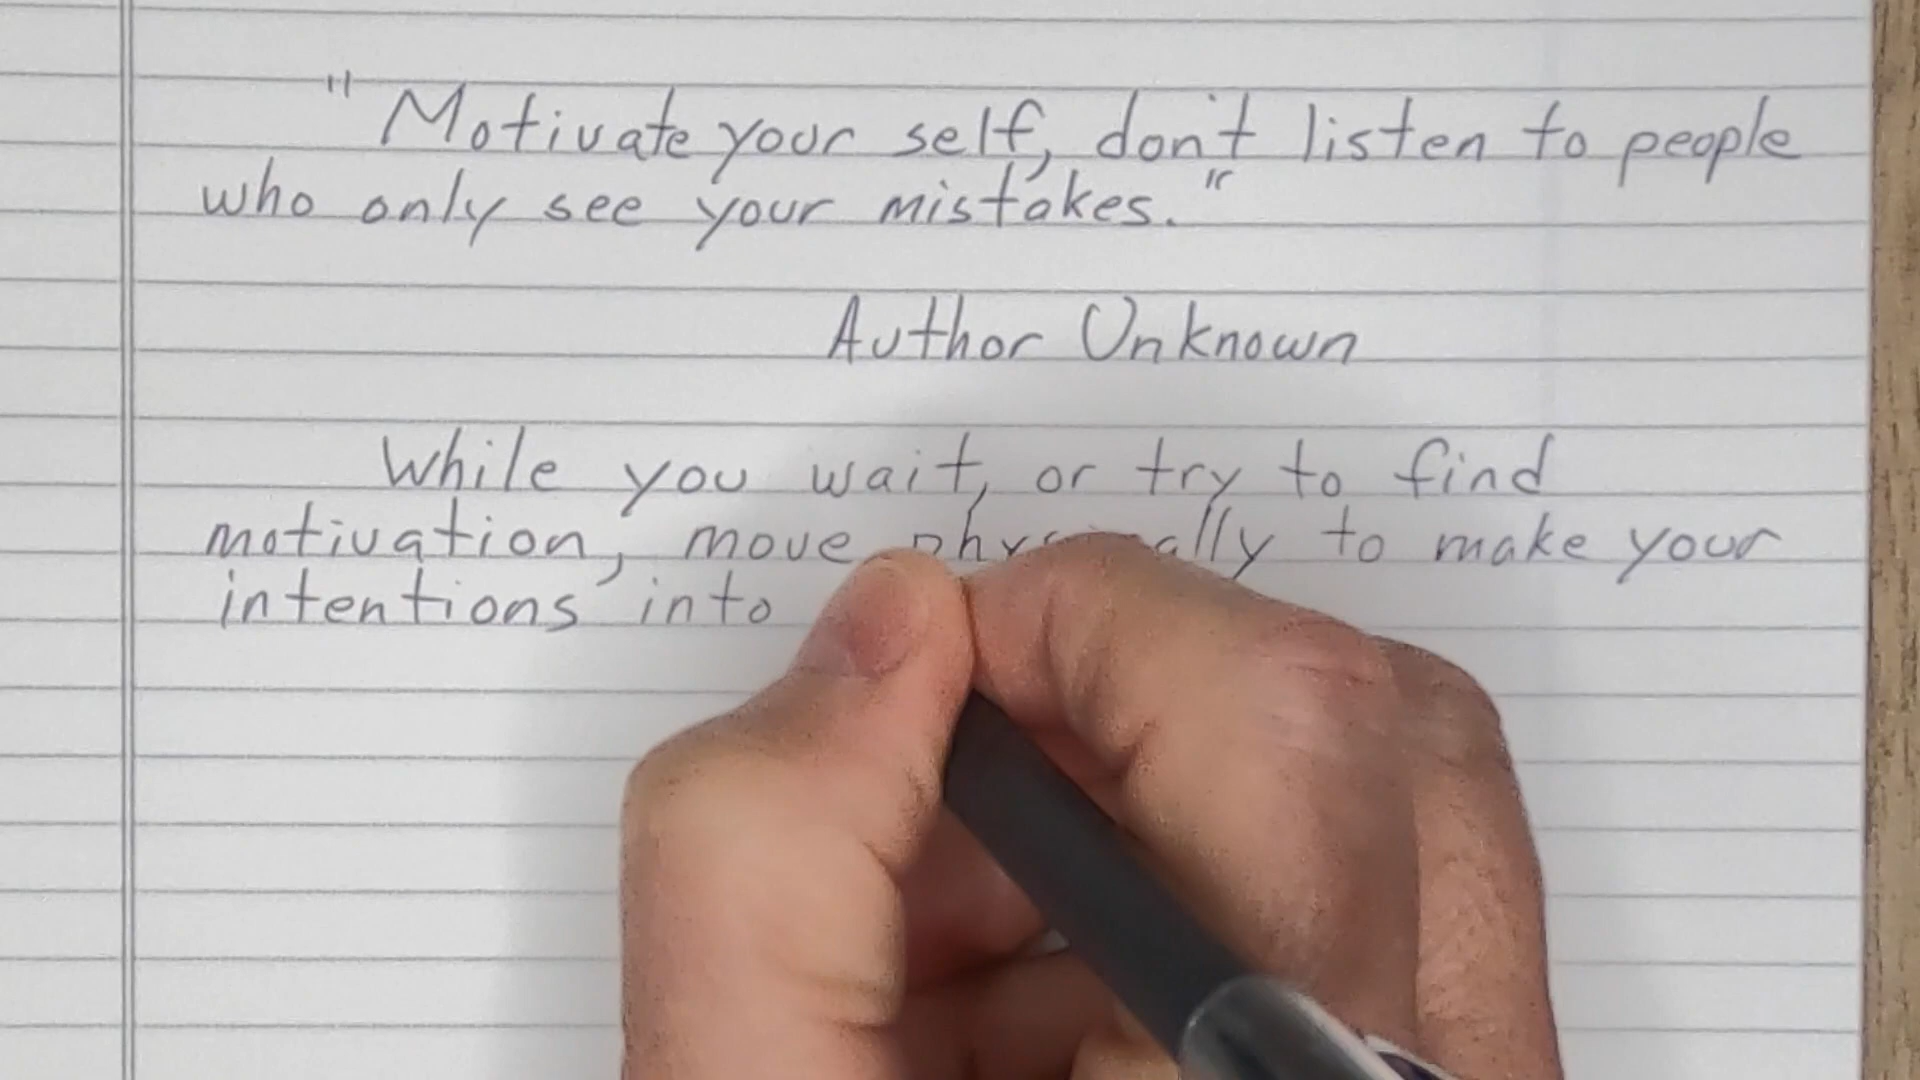 "Motivate your self, don't listen to people
who only see your mistakes."
Author Unknown
While you wait, or try to find
motivation, move to make your
intentions into